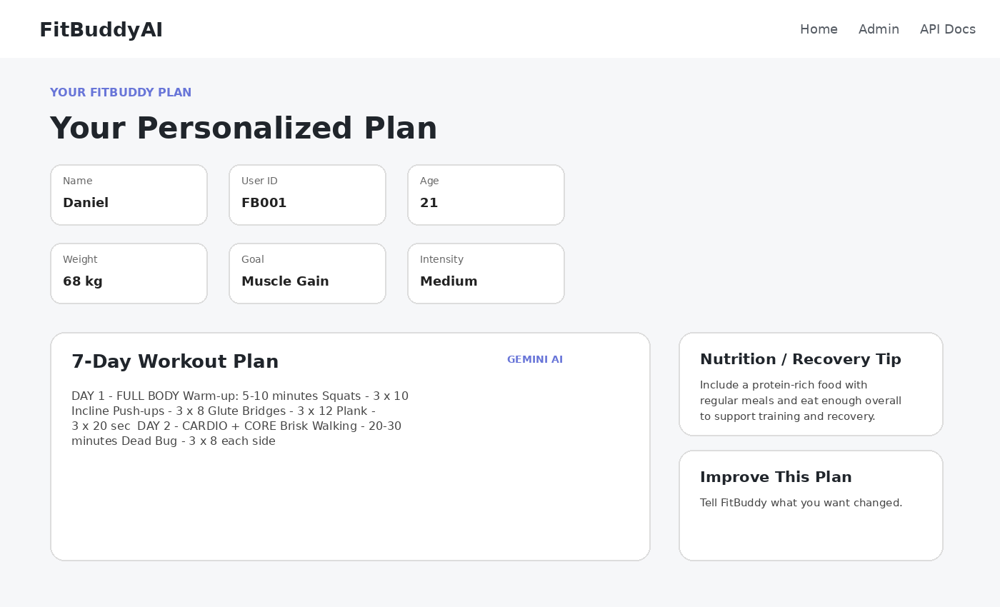 FitBuddyAI
Home Admin API Docs
YOUR FITBUDDY PLAN
Your Personalized Plan
Name
Daniel
User ID
FB001
Age
21
Weight
68 kg
Goal
Muscle Gain
Intensity
Medium
7-Day Workout Plan
GEMINI AI
DAY 1 - FULL BODY Warm-up: 5-10 minutes Squats - 3 x 10
Incline Push-ups - 3 x 8 Glute Bridges - 3 x 12 Plank -
3 x 20 sec  DAY 2 - CARDIO + CORE Brisk Walking - 20-30
minutes Dead Bug - 3 x 8 each side
Nutrition / Recovery Tip
Include a protein-rich food with
regular meals and eat enough overall
to support training and recovery.
Improve This Plan
Tell FitBuddy what you want changed.